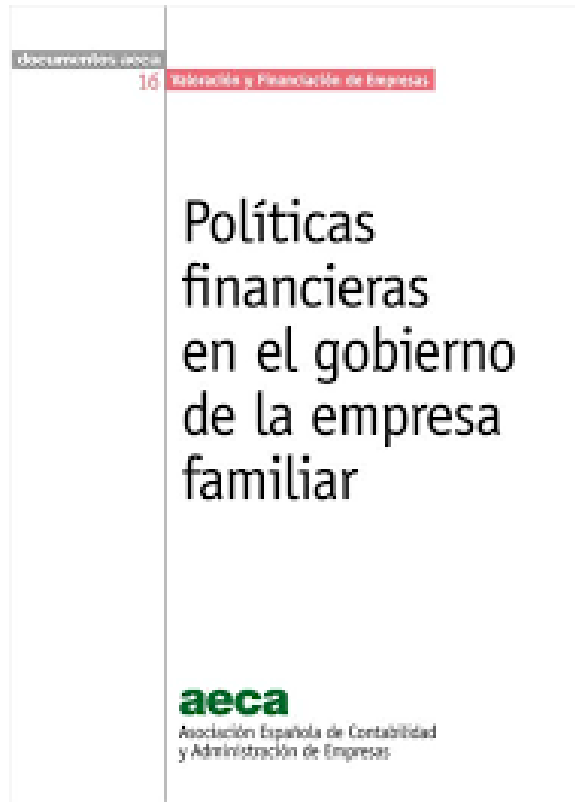 documentos aeca
16 Valoración y Financiación de Empresas
Políticas
financieras
en el gobierno
de la empresa
familiar
aeca
Asociación Española de Contabilidad
y Administración de Empresas